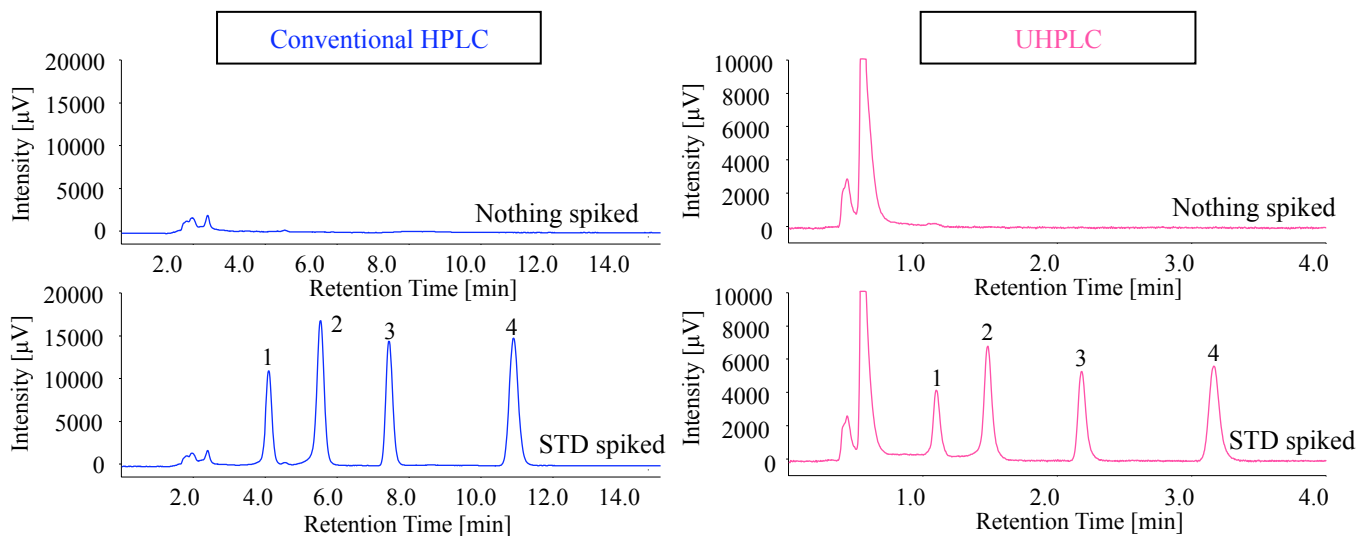 Conventional HPLC
UHPLC
Intensity [µV]
20000
15000
10000
5000
0
Nothing spiked
2.0 4.0 6.0 8.0 10.0 12.0 14.0
Retention Time [min]
Intensity [µV]
10000
8000
6000
4000
2000
0
Nothing spiked
1.0 2.0 3.0 4.0
Retention Time [min]
Intensity [µV]
20000
15000
10000
5000
0
1 2 3 4
STD spiked
2.0 4.0 6.0 8.0 10.0 12.0 14.0
Retention Time [min]
Intensity [µV]
10000
8000
6000
4000
2000
0
1 2 3 4
STD spiked
1.0 2.0 3.0 4.0
Retention Time [min]